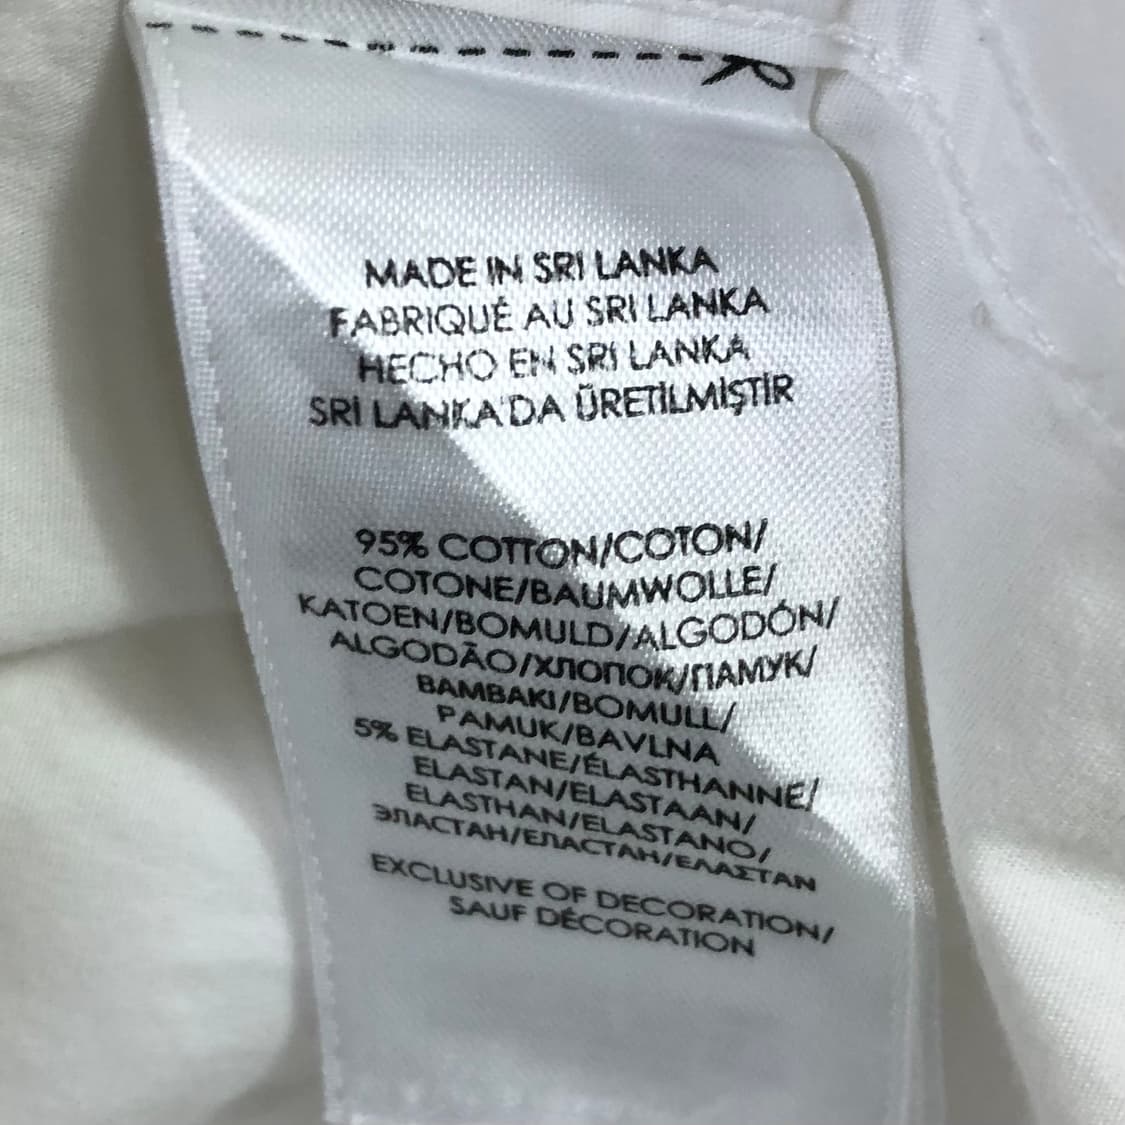 MADE IN SRI LANKA
FABRIQUÉ AU SRI LANKA
HECHO EN SRI LANKA
SRİ LANKA'DA ÜRETİLMİŞTİR
95% COTTON/COTON/
COTONE/BAUMWOLLE/
KATOEN/BOMULD/ALGODÓN/
ALGODÃO/ХЛОПОК/ПАМУК/
BAMBAKI/BOMULL/
PAMUK/BAVLNA
5% ELASTANE/ÉLASTHANNE/
ELASTAN/ELASTAAN/
ELASTHAN/ELASTANO/
ЭЛАСТАН/ЕЛАСТАН/ΕΛΑΣΤΑΝ
EXCLUSIVE OF DECORATION/
SAUF DÉCORATION